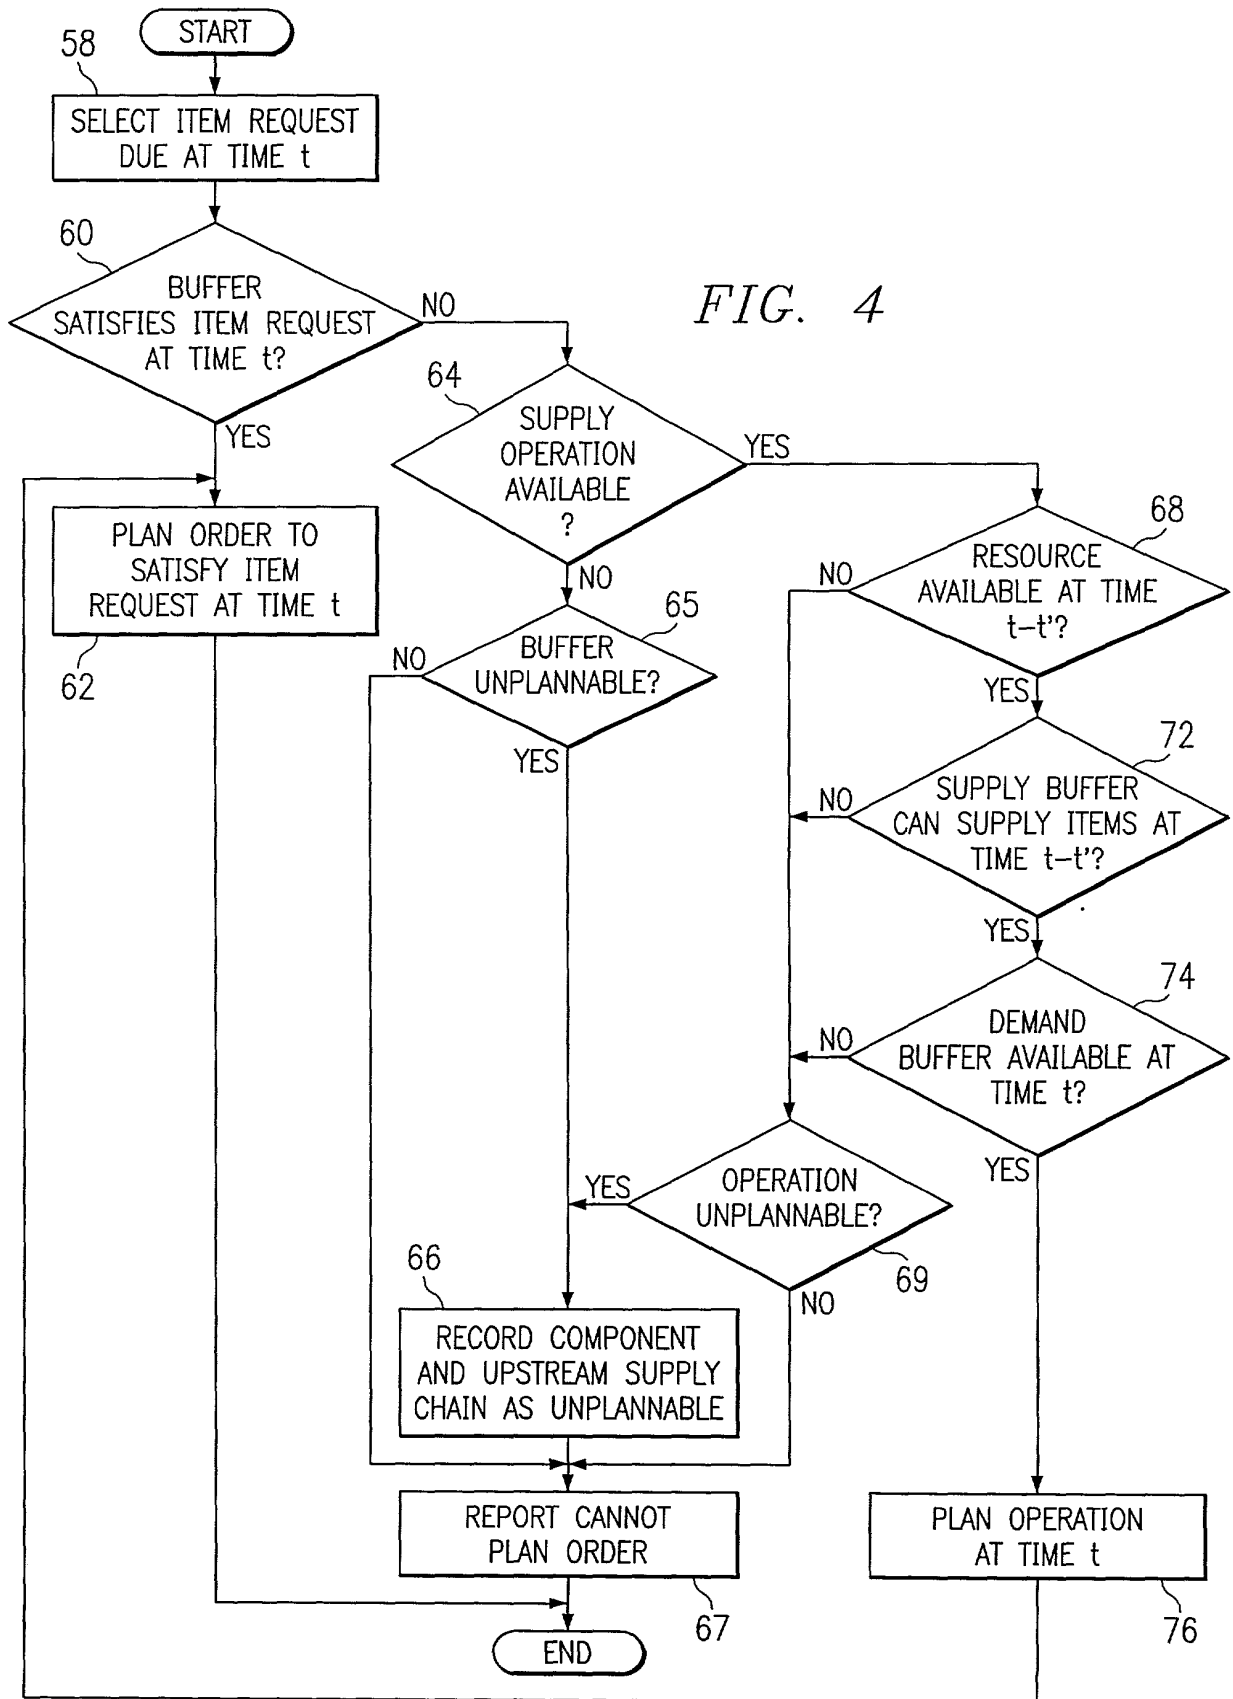 START
58
SELECT ITEM REQUEST
DUE AT TIME t
60
BUFFER
SATISFIES ITEM REQUEST
AT TIME t?
NO
YES
FIG. 4
64
SUPPLY
OPERATION
AVAILABLE
?
YES
NO
PLAN ORDER TO
SATISFY ITEM
REQUEST AT TIME t
62
65
BUFFER
UNPLANNABLE?
NO
YES
68
RESOURCE
AVAILABLE AT TIME
t–t'?
NO
YES
72
SUPPLY BUFFER
CAN SUPPLY ITEMS AT
TIME t–t'?
NO
YES
74
DEMAND
BUFFER AVAILABLE AT
TIME t?
NO
YES
OPERATION
UNPLANNABLE?
YES
69
NO
66
RECORD COMPONENT
AND UPSTREAM SUPPLY
CHAIN AS UNPLANNABLE
REPORT CANNOT
PLAN ORDER
67
PLAN OPERATION
AT TIME t
76
END